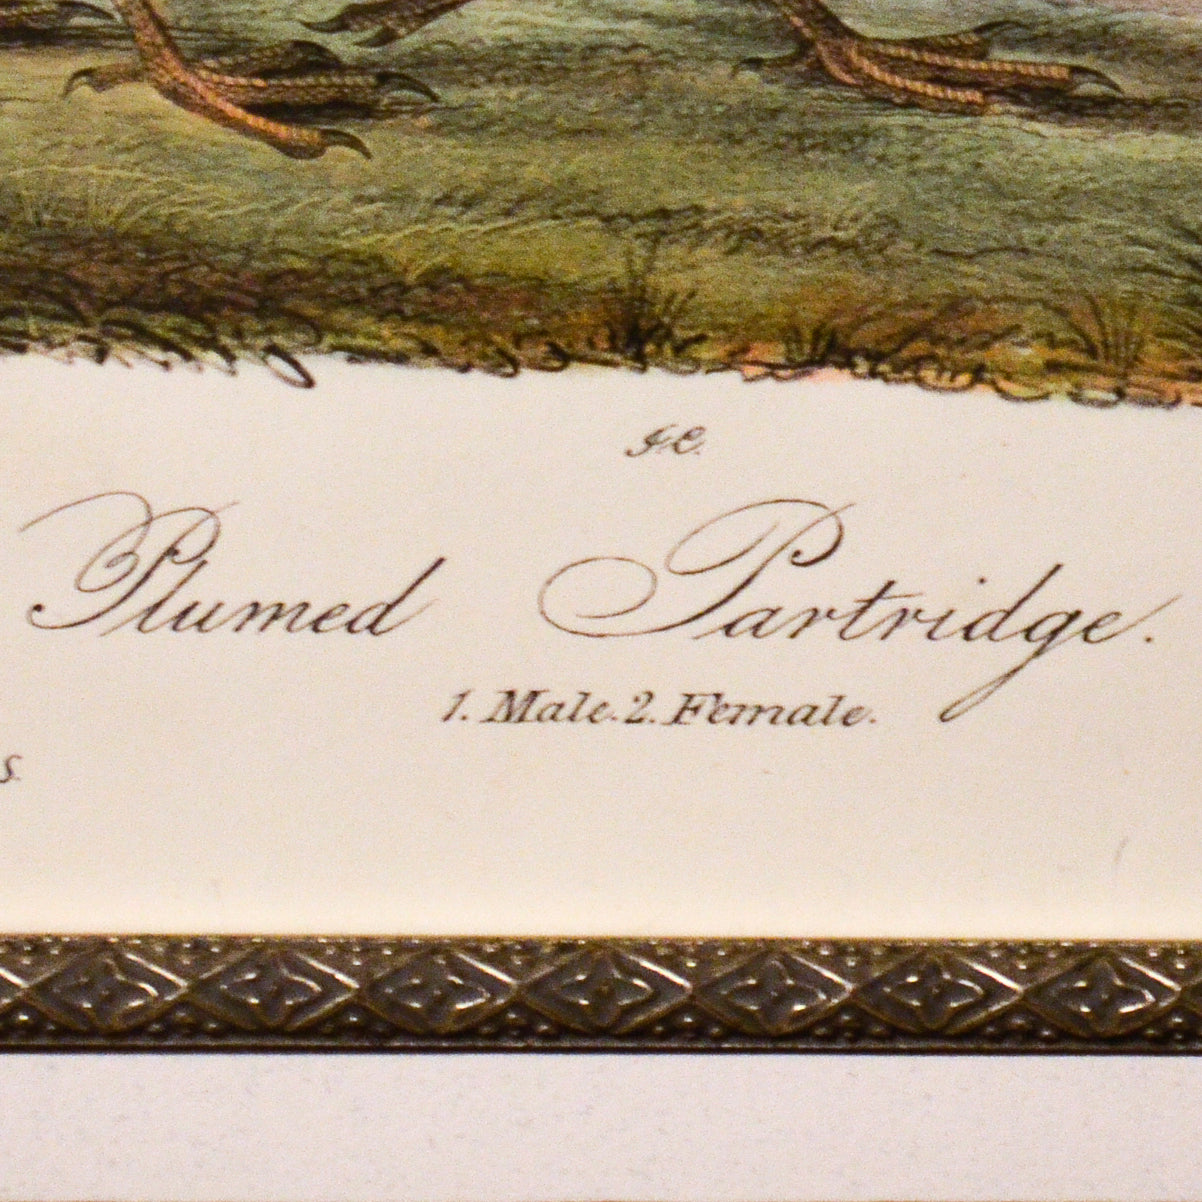 J.C.
Plumed Partridge.
1. Male. 2. Female.
s.